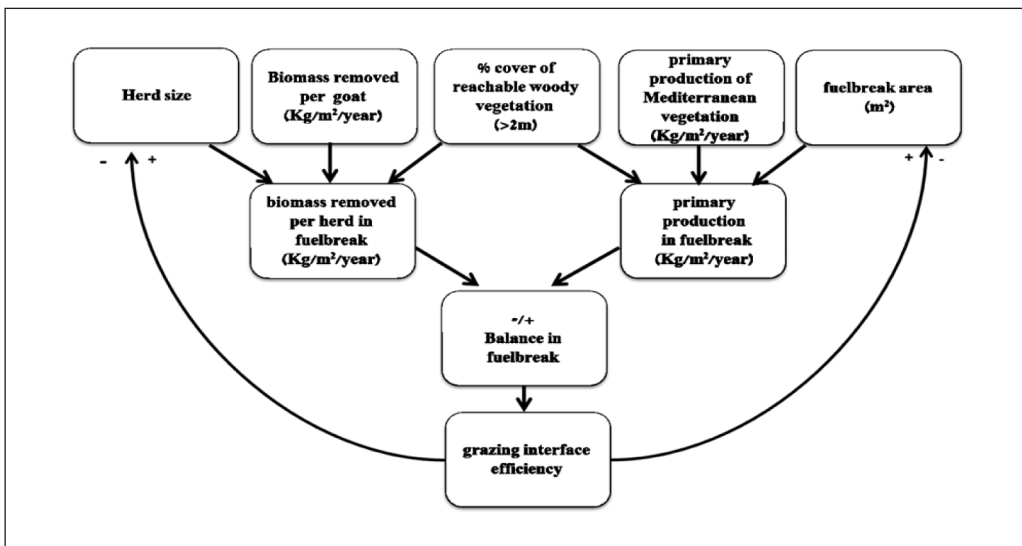 Herd size
Biomass removed
per goat
(Kg/m²/year)
% cover of
reachable woody
vegetation
(>2m)
primary
production of
Mediterranean
vegetation
(Kg/m²/year)
fuelbreak area
(m²)
- +
+ -
biomass removed
per herd in
fuelbreak
(Kg/m²/year)
primary
production
in fuelbreak
(Kg/m²/year)
-/+
Balance in
fuelbreak
grazing interface
efficiency